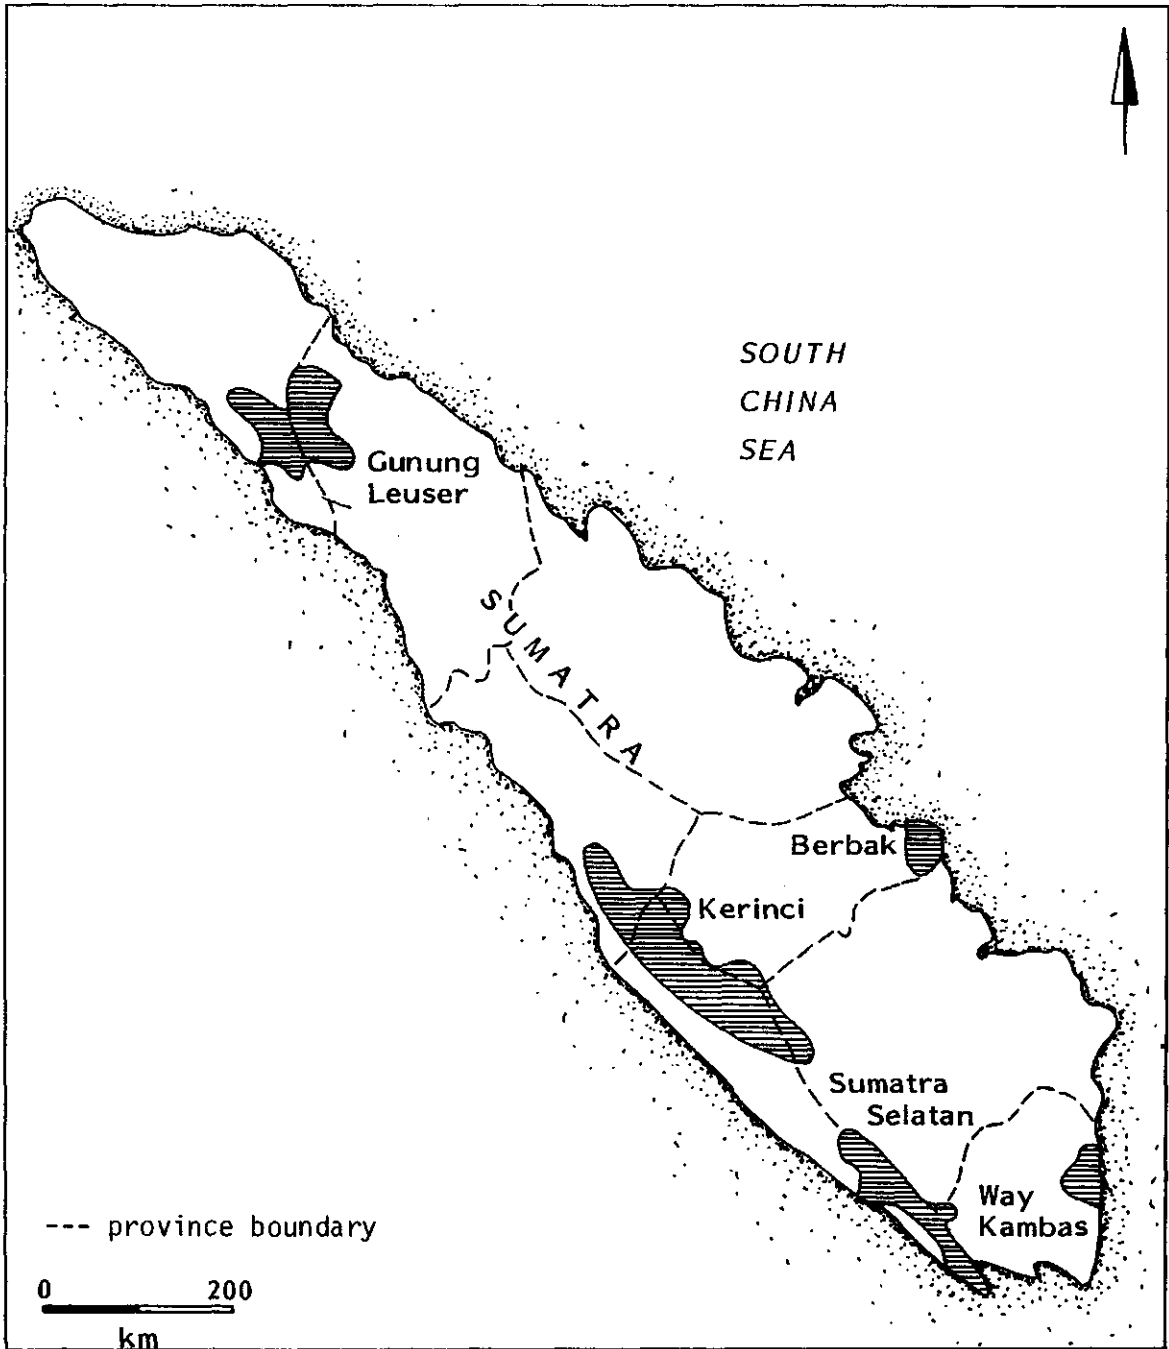 SOUTH
CHINA
SEA
Gunung
Leuser
SUMATRA
Berbak
Kerinci
Sumatra
Selatan
Way
Kambas
--- province boundary
0 200
km